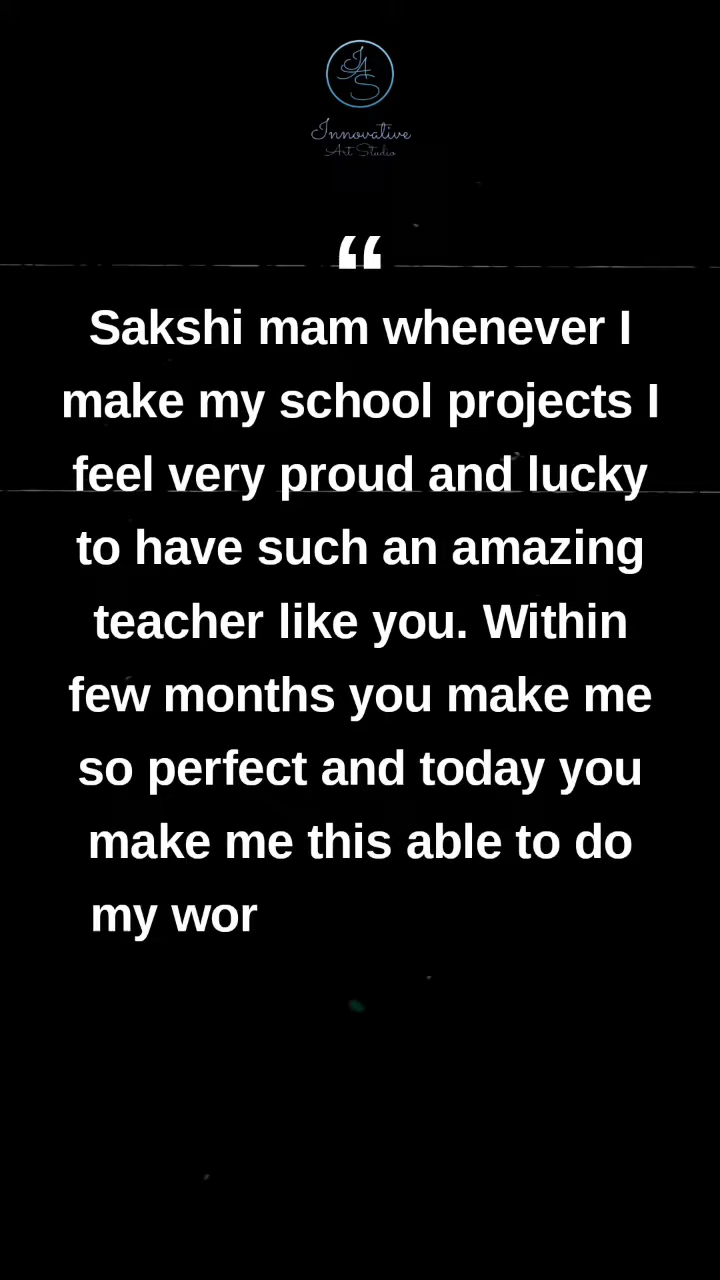 IAS
Innovative
Art Studio
“
Sakshi mam whenever I
make my school projects I
feel very proud and lucky
to have such an amazing
teacher like you. Within
few months you make me
so perfect and today you
make me this able to do
my wor